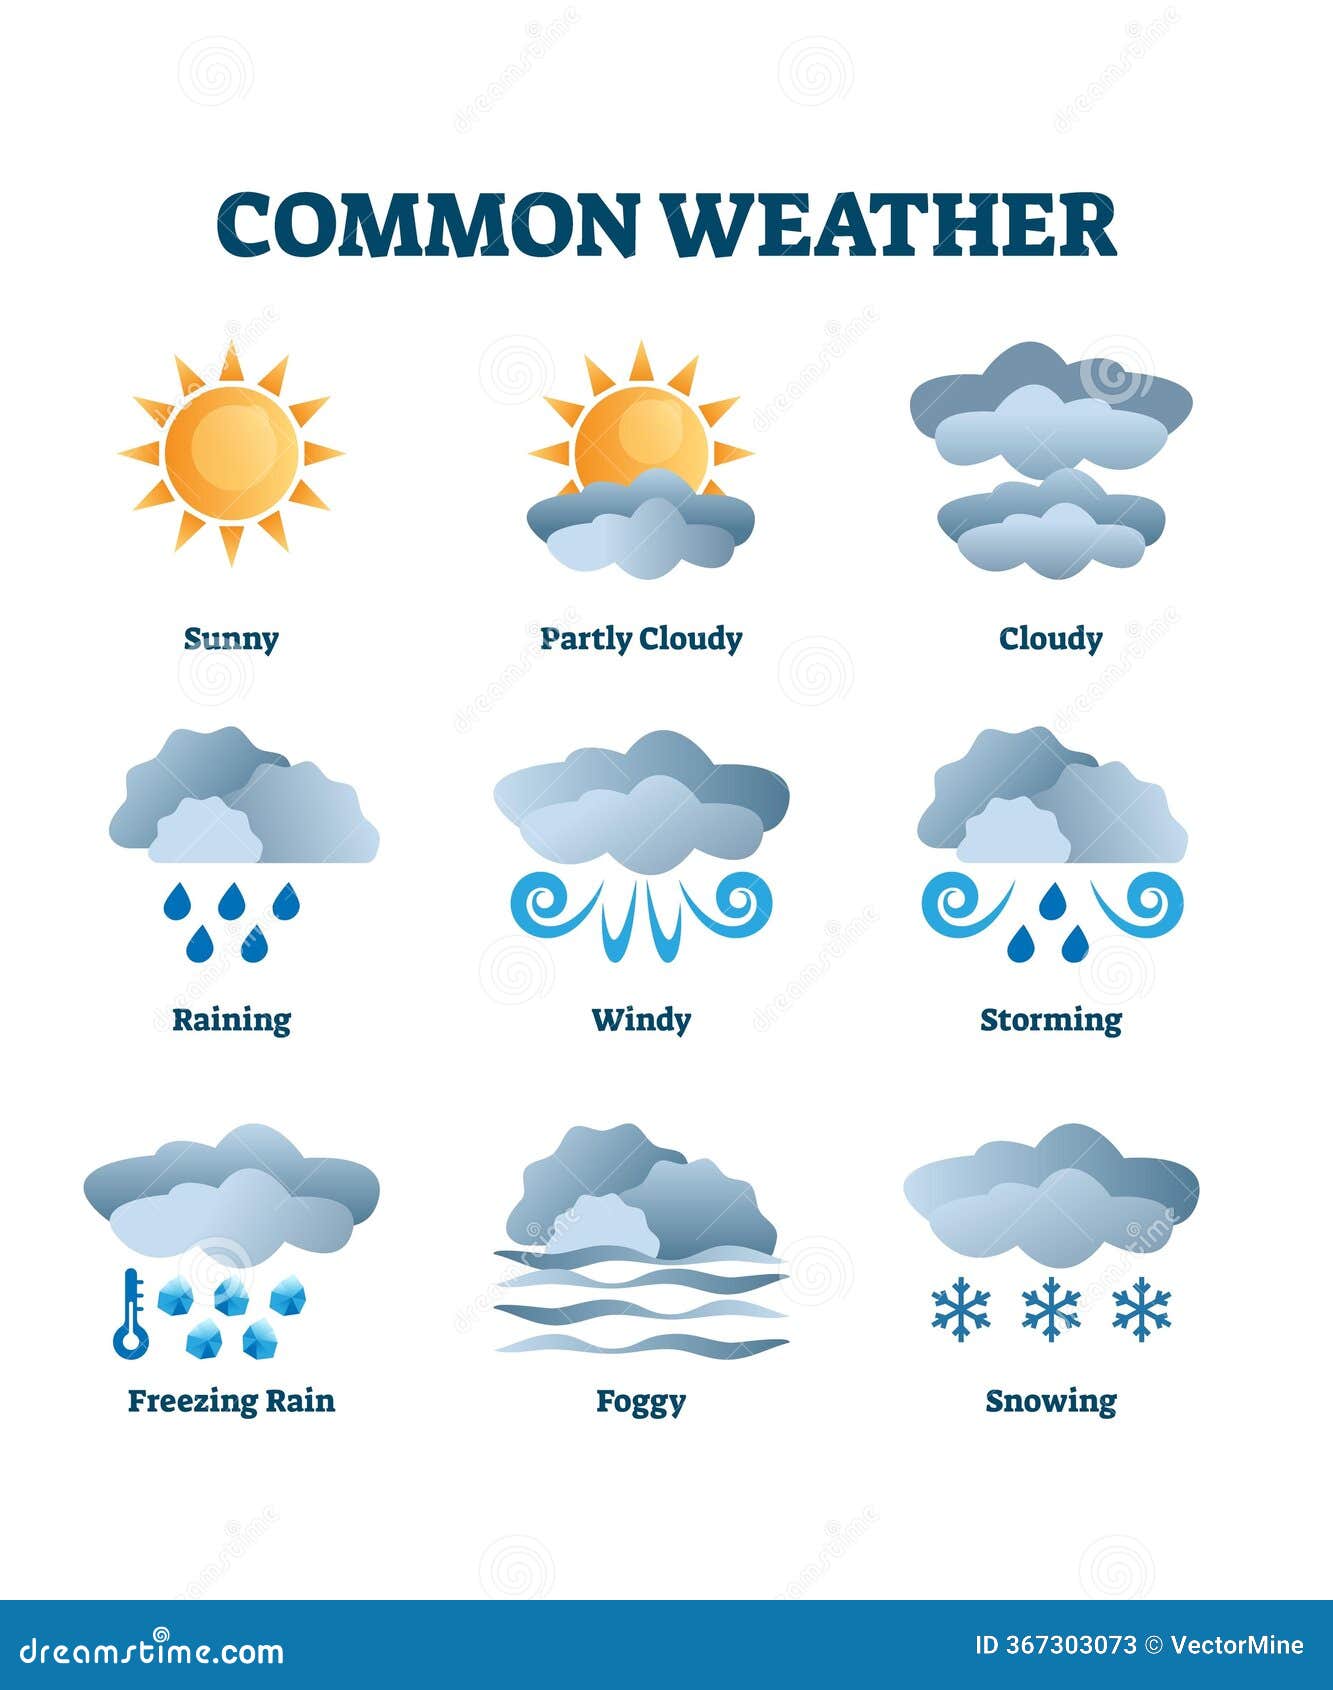 COMMON WEATHER
Sunny
Partly Cloudy
Cloudy
Raining
Windy
Storming
Freezing Rain
Foggy
Snowing
dreamstime.com
ID 367303073 © VectorMine